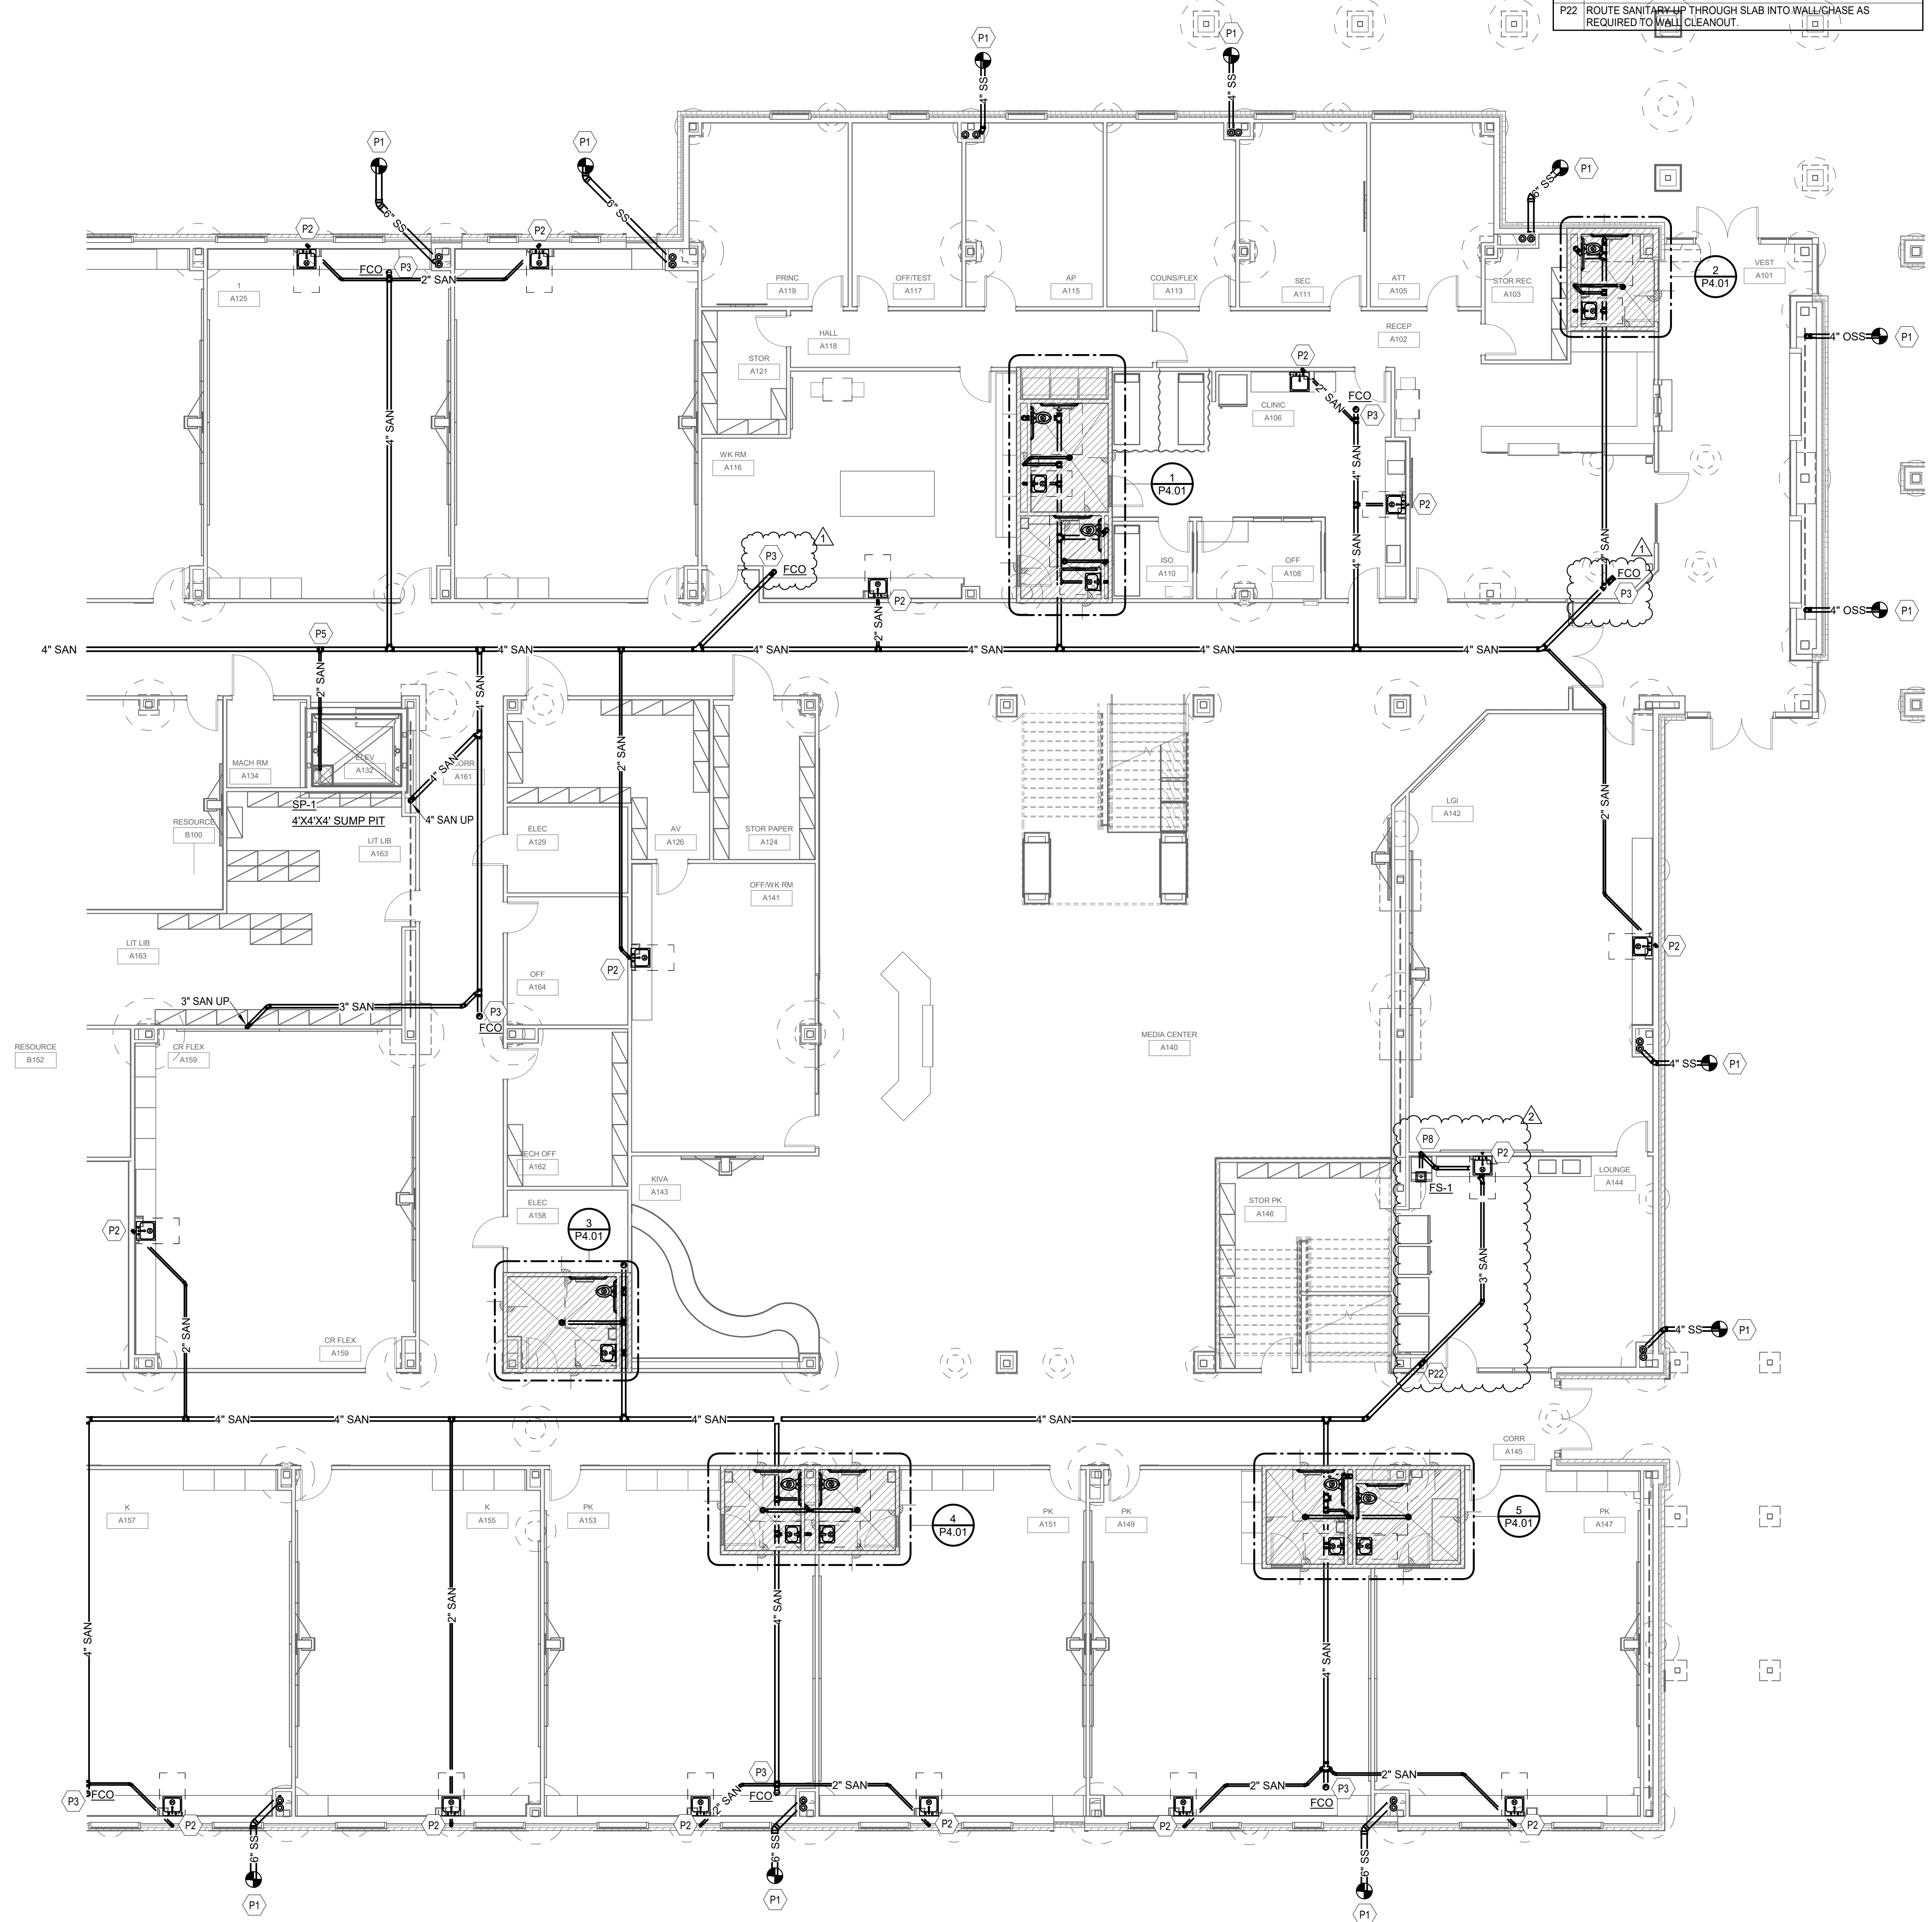 P22 ROUTE SANITARY UP THROUGH SLAB INTO WALL/CHASE AS
REQUIRED TO WALL CLEANOUT.
P1
P1
4" SS
4" SS
P1
P1
P1
6" SS
6" SS
6" SS
P2
P2
FCO
P3
2" SAN
1
A125
PRINC
A119
OFF/TEST
A117
AP
A115
COUNS/FLEX
A113
SEC
A111
ATT
A105
STOR REC
A103
2
P4.01
VEST
A101
HALL
A118
RECEP
A102
4" OSS
P1
STOR
A121
P2
2" SAN
FCO
P3
CLINIC
A106
4" SAN
WK RM
A116
4" SAN
1
P4.01
P2
P3
FCO
1
ISO
A110
OFF
A108
4" SAN
4" SAN
1
FCO
P3
P2
2" SAN
4" OSS
P1
P5
4" SAN
4" SAN
4" SAN
4" SAN
4" SAN
4" SAN
2" SAN
4" SAN
MACH RM
A134
ELEV
A132
4" SAN
CORR
A161
2" SAN
2" SAN
SP-1
4'X4'X4' SUMP PIT
4" SAN UP
RESOURCE
B100
LIT LIB
A163
ELEC
A129
AV
A126
STOR PAPER
A124
LGI
A142
OFF/WK RM
A141
LIT LIB
A163
P2
OFF
A164
P2
3" SAN UP
3" SAN
P3
FCO
RESOURCE
B152
CR FLEX
A159
MEDIA CENTER
A140
4" SS
P1
2
P8
P2
TECH OFF
A162
KIVA
A143
FS-1
LOUNGE
A144
ELEC
A158
STOR PK
A146
3
P4.01
P2
3" SAN
2" SAN
CR FLEX
A159
4" SS
P1
P22
4" SAN
4" SAN
4" SAN
4" SAN
CORR
A145
K
A157
K
A155
PK
A153
4
P4.01
PK
A151
PK
A149
5
P4.01
PK
A147
4" SAN
2" SAN
4" SAN
4" SAN
P3
FCO
P2
P2
P3
FCO
2" SAN
2" SAN
P2
P2
2" SAN
2" SAN
P3
FCO
P2
P2
6" SS
6" SS
6" SS
P1
P1
P1